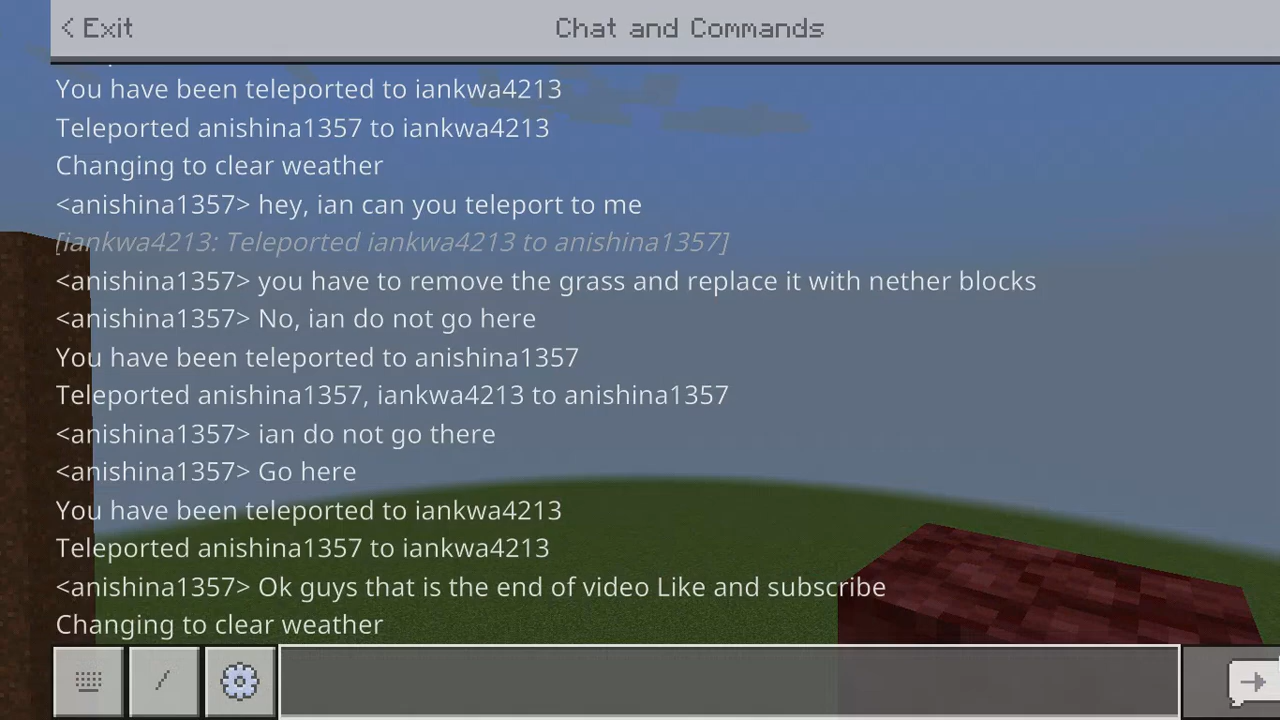 < Exit
Chat and Commands
You have been teleported to iankwa4213
Teleported anishina1357 to iankwa4213
Changing to clear weather
<anishina1357> hey, ian can you teleport to me
[iankwa4213: Teleported iankwa4213 to anishina1357]
<anishina1357> you have to remove the grass and replace it with nether blocks
<anishina1357> No, ian do not go here
You have been teleported to anishina1357
Teleported anishina1357, iankwa4213 to anishina1357
<anishina1357> ian do not go there
<anishina1357> Go here
You have been teleported to iankwa4213
Teleported anishina1357 to iankwa4213
<anishina1357> Ok guys that is the end of video Like and subscribe
Changing to clear weather
/